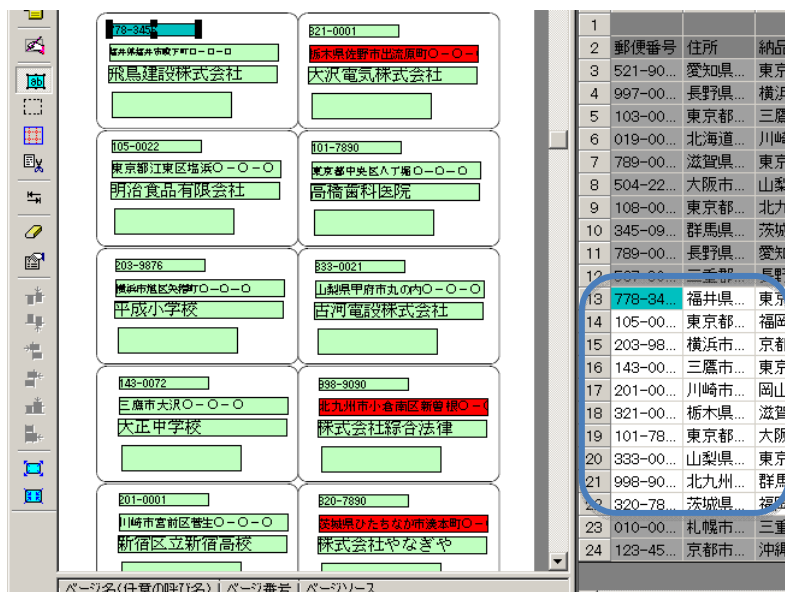 778-345
福井県福井市殿下町○-○-○
飛鳥建設株式会社
321-0001
栃木県佐野市出流原町○-○-
大沢電気株式会社
105-0022
東京都江東区塩浜○-○-○
明治食品有限会社
101-7890
東京都中央区八丁堀○-○-○
高橋歯科医院
203-9876
横浜市旭区矢指町○-○-○
平成小学校
333-0021
山梨県甲府市丸の内○-○-○
古河電設株式会社
143-0072
三鷹市大沢○-○-○
大正中学校
998-9090
北九州市小倉南区新曽根○-
株式会社綜合法律
201-0001
川崎市宮前区菅生○-○-○
新宿区立新宿高校
320-7890
茨城県ひたちなか市湊本町○-
株式会社やなぎや
ページ名(任意の呼び名) ページ番号 ページソース
1
2 郵便番号 住所 納品
3 521-90... 愛知県... 東京
4 997-00... 長野県... 横浜
5 103-00... 東京都... 三鷹
6 019-00... 北海道... 川崎
7 789-00... 滋賀県... 東京
8 504-22... 大阪市... 山梨
9 108-00... 東京都... 北九
10 345-09... 群馬県... 茨城
11 789-00... 長野県... 愛知
12 三重郡... 長野
13 778-34... 福井県... 東京
14 105-00... 東京都... 福岡
15 203-98... 横浜市... 京都
16 143-00... 三鷹市... 東京
17 201-00... 川崎市... 岡山
18 321-00... 栃木県... 滋賀
19 101-78... 東京都... 大阪
20 333-00... 山梨県... 東京
21 998-90... 北九州... 群馬
22 320-78... 茨城県... 福岡
23 010-00... 札幌市... 三重
24 123-45... 京都市... 沖縄